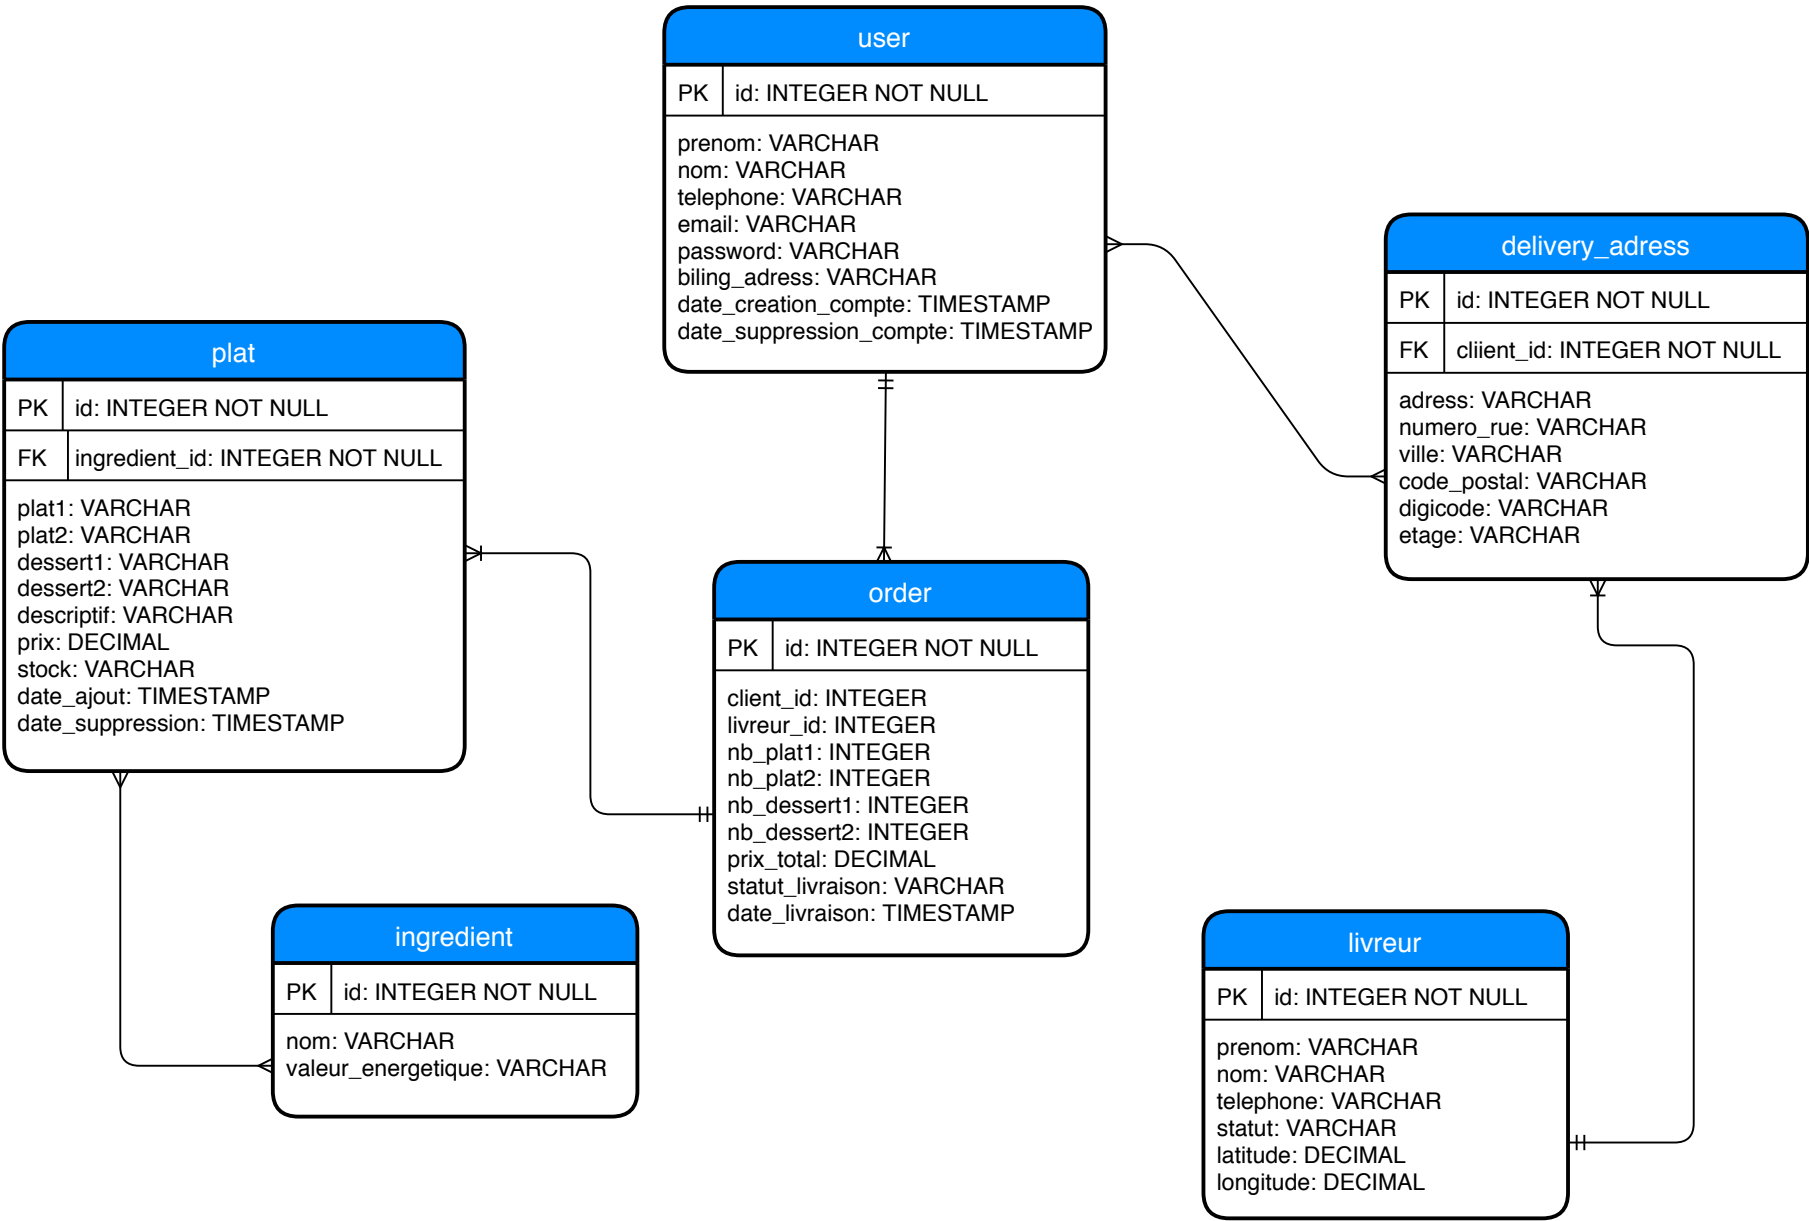 user
PK id: INTEGER NOT NULL
prenom: VARCHAR
nom: VARCHAR
telephone: VARCHAR
email: VARCHAR
password: VARCHAR
biling_adress: VARCHAR
date_creation_compte: TIMESTAMP
date_suppression_compte: TIMESTAMP
delivery_adress
PK id: INTEGER NOT NULL
FK cliient_id: INTEGER NOT NULL
adress: VARCHAR
numero_rue: VARCHAR
ville: VARCHAR
code_postal: VARCHAR
digicode: VARCHAR
etage: VARCHAR
plat
PK id: INTEGER NOT NULL
FK ingredient_id: INTEGER NOT NULL
plat1: VARCHAR
plat2: VARCHAR
dessert1: VARCHAR
dessert2: VARCHAR
descriptif: VARCHAR
prix: DECIMAL
stock: VARCHAR
date_ajout: TIMESTAMP
date_suppression: TIMESTAMP
order
PK id: INTEGER NOT NULL
client_id: INTEGER
livreur_id: INTEGER
nb_plat1: INTEGER
nb_plat2: INTEGER
nb_dessert1: INTEGER
nb_dessert2: INTEGER
prix_total: DECIMAL
statut_livraison: VARCHAR
date_livraison: TIMESTAMP
ingredient
PK id: INTEGER NOT NULL
nom: VARCHAR
valeur_energetique: VARCHAR
livreur
PK id: INTEGER NOT NULL
prenom: VARCHAR
nom: VARCHAR
telephone: VARCHAR
statut: VARCHAR
latitude: DECIMAL
longitude: DECIMAL